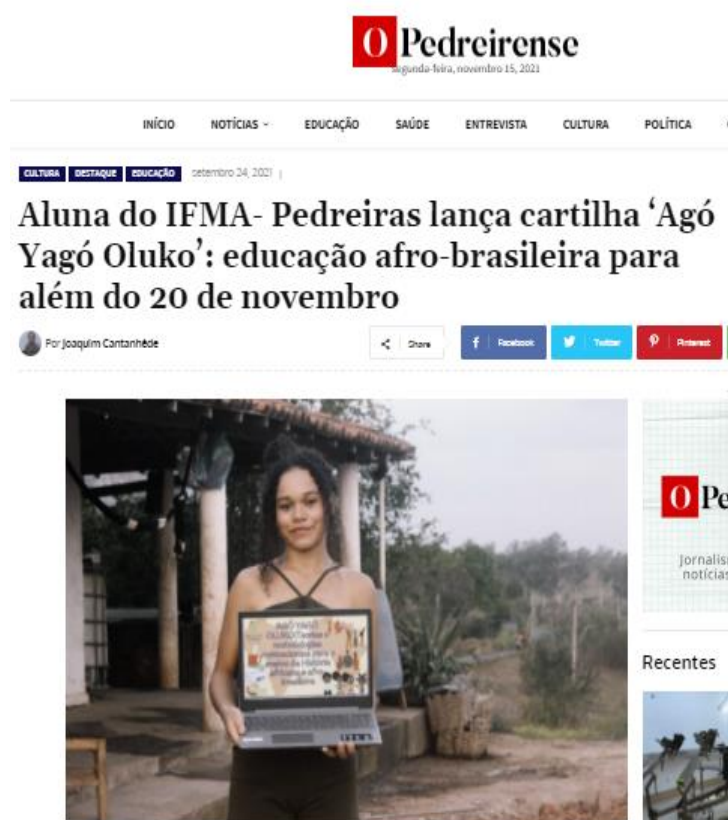 O Pedreirense
segunda-feira, novembro 15, 2021
INÍCIO NOTÍCIAS EDUCAÇÃO SAÚDE ENTREVISTA CULTURA POLÍTICA
CULTURA DESTAQUE EDUCAÇÃO setembro 24, 2021
Aluna do IFMA- Pedreiras lança cartilha ‘Agó
Yagó Oluko’: educação afro-brasileira para
além do 20 de novembro
Por Joaquim Cantanhêde
Share Facebook Twitter Pinterest
O Pe
Jornalis
notícias
Recentes